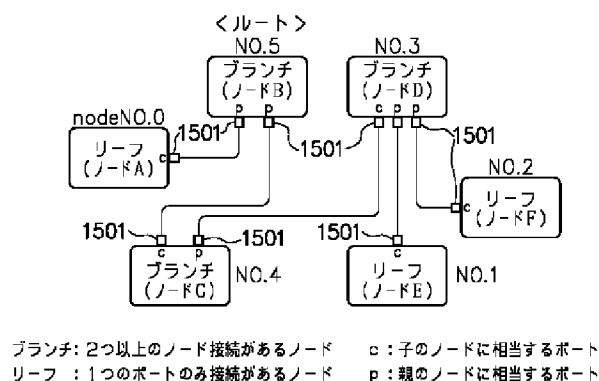 <ルート>
NO.5
ブランチ
(ノードB)
p p
NO.3
ブランチ
(ノードD)
c p p
nodeNO.0
リーフ
(ノードA)
c
1501
1501
1501
NO.2
リーフ
(ノードF)
c
1501
c p
1501
ブランチ
(ノードC)
NO.4
1501
c
リーフ
(ノードE)
NO.1
ブランチ:2つ以上のノード接続があるノード
c:子のノードに相当するポート
リーフ :1つのポートのみ接続があるノード
p:親のノードに相当するポート